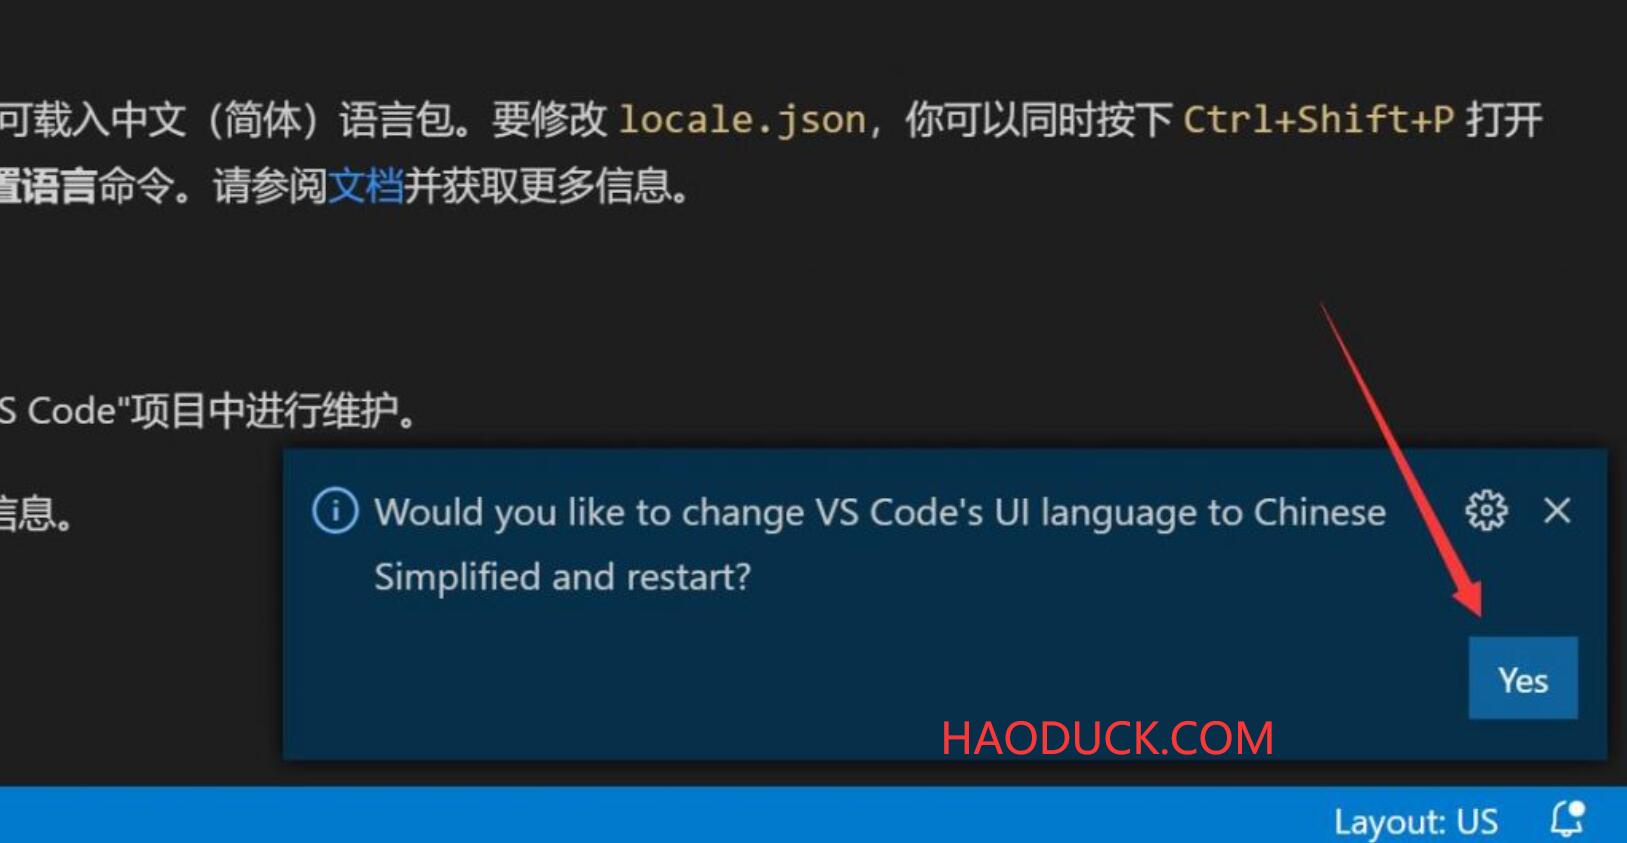 可载入中文（简体）语言包。要修改 locale.json，你可以同时按下 Ctrl+Shift+P 打开
置语言命令。请参阅文档并获取更多信息。
S Code"项目中进行维护。
信息。
Would you like to change VS Code's UI language to Chinese
Simplified and restart?
Yes
HAODUCK.COM
Layout: US